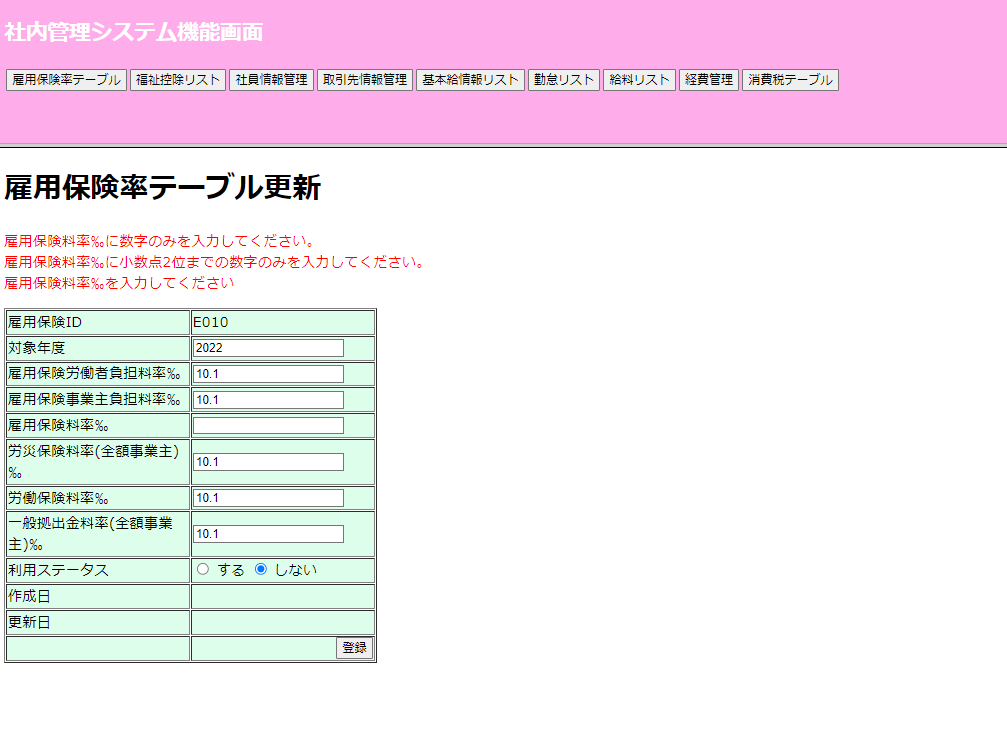 社内管理システム機能画面
雇用保険率テーブル 福祉控除リスト 社員情報管理 取引先情報管理 基本給情報リスト 勤怠リスト 給料リスト 経費管理 消費税テーブル
雇用保険率テーブル更新
雇用保険料率‰に数字のみを入力してください。
雇用保険料率‰に小数点2位までの数字のみを入力してください。
雇用保険料率‰を入力してください
雇用保険ID E010
対象年度 2022
雇用保険労働者負担料率‰ 10.1
雇用保険事業主負担料率‰ 10.1
雇用保険料率‰
労災保険料率(全額事業主)
‰ 10.1
労働保険料率‰ 10.1
一般拠出金料率(全額事業
主)‰ 10.1
利用ステータス する しない
作成日
更新日
登録